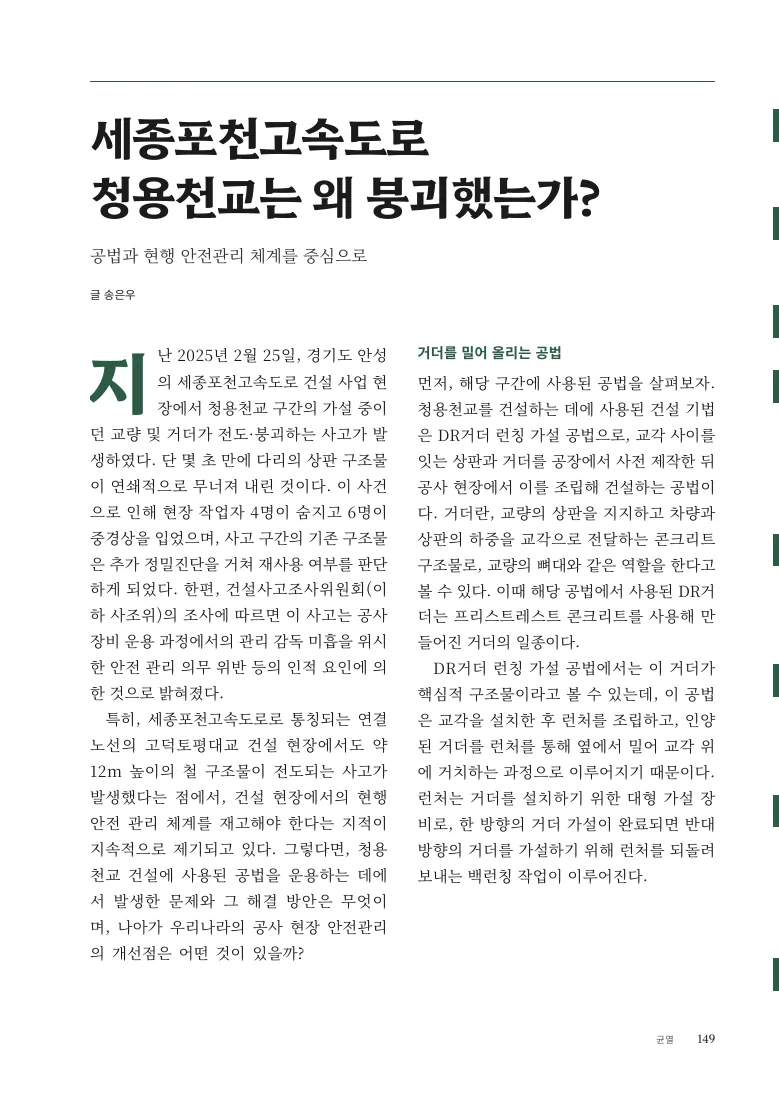 세종포천고속도로
청용천교는 왜 붕괴했는가?
공법과 현행 안전관리 체계를 중심으로
글 송은우
지난 2025년 2월 25일, 경기도 안성
의 세종포천고속도로 건설 사업 현
장에서 청용천교 구간의 가설 중이
던 교량 및 거더가 전도·붕괴하는 사고가 발
생하였다. 단 몇 초 만에 다리의 상판 구조물
이 연쇄적으로 무너져 내린 것이다. 이 사건
으로 인해 현장 작업자 4명이 숨지고 6명이
중경상을 입었으며, 사고 구간의 기존 구조물
은 추가 정밀진단을 거쳐 재사용 여부를 판단
하게 되었다. 한편, 건설사고조사위원회(이
하 사조위)의 조사에 따르면 이 사고는 공사
장비 운용 과정에서의 관리 감독 미흡을 위시
한 안전 관리 의무 위반 등의 인적 요인에 의
한 것으로 밝혀졌다.
특히, 세종포천고속도로로 통칭되는 연결
노선의 고덕토평대교 건설 현장에서도 약
12m 높이의 철 구조물이 전도되는 사고가
발생했다는 점에서, 건설 현장에서의 현행
안전 관리 체계를 재고해야 한다는 지적이
지속적으로 제기되고 있다. 그렇다면, 청용
천교 건설에 사용된 공법을 운용하는 데에
서 발생한 문제와 그 해결 방안은 무엇이
며, 나아가 우리나라의 공사 현장 안전관리
의 개선점은 어떤 것이 있을까?
거더를 밀어 올리는 공법
먼저, 해당 구간에 사용된 공법을 살펴보자.
청용천교를 건설하는 데에 사용된 건설 기법
은 DR거더 런칭 가설 공법으로, 교각 사이를
잇는 상판과 거더를 공장에서 사전 제작한 뒤
공사 현장에서 이를 조립해 건설하는 공법이
다. 거더란, 교량의 상판을 지지하고 차량과
상판의 하중을 교각으로 전달하는 콘크리트
구조물로, 교량의 뼈대와 같은 역할을 한다고
볼 수 있다. 이때 해당 공법에서 사용된 DR거
더는 프리스트레스트 콘크리트를 사용해 만
들어진 거더의 일종이다.
DR거더 런칭 가설 공법에서는 이 거더가
핵심적 구조물이라고 볼 수 있는데, 이 공법
은 교각을 설치한 후 런처를 조립하고, 인양
된 거더를 런처를 통해 옆에서 밀어 교각 위
에 거치하는 과정으로 이루어지기 때문이다.
런처는 거더를 설치하기 위한 대형 가설 장
비로, 한 방향의 거더 가설이 완료되면 반대
방향의 거더를 가설하기 위해 런처를 되돌려
보내는 백런칭 작업이 이루어진다.
균열 149